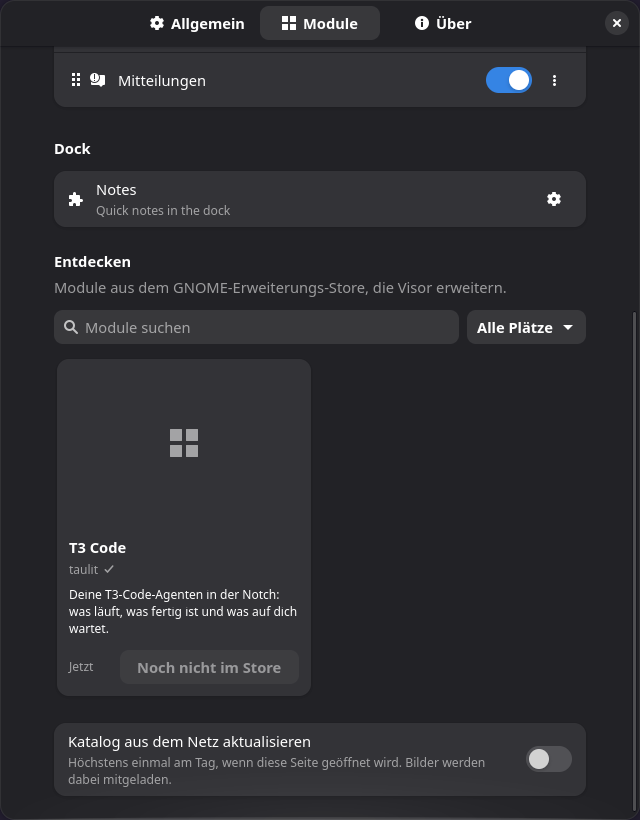 Allgemein
Module
Über
Mitteilungen
Dock
Notes
Quick notes in the dock
Entdecken
Module aus dem GNOME-Erweiterungs-Store, die Visor erweitern.
Module suchen
Alle Plätze
T3 Code
taulit
Deine T3-Code-Agenten in der Notch:
was läuft, was fertig ist und was auf dich
wartet.
Jetzt
Noch nicht im Store
Katalog aus dem Netz aktualisieren
Höchstens einmal am Tag, wenn diese Seite geöffnet wird. Bilder werden
dabei mitgeladen.